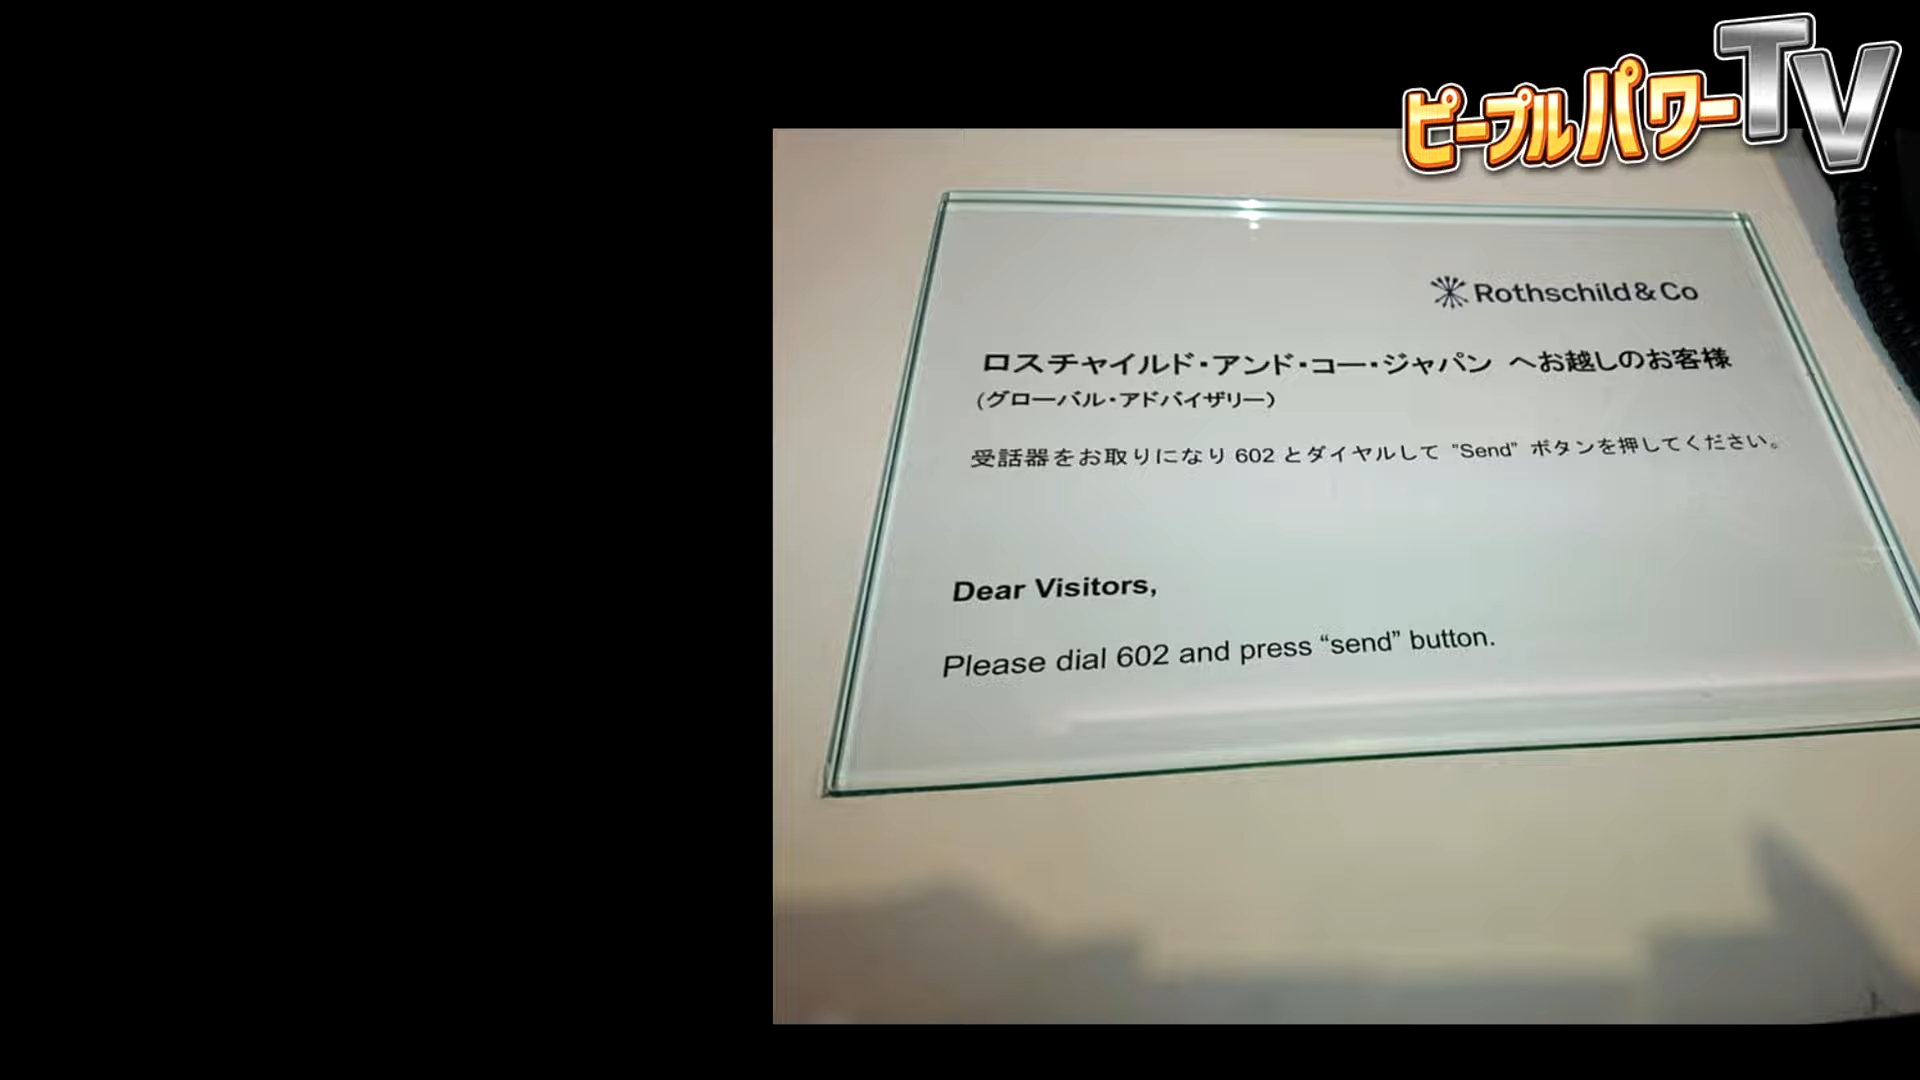 ピープルパワーTV
Rothschild & Co
ロスチャイルド・アンド・コー・ジャパン へお越しのお客様
(グローバル・アドバイザリー)
受話器をお取りになり 602 とダイヤルして “Send” ボタンを押してください。
Dear Visitors,
Please dial 602 and press “send” button.